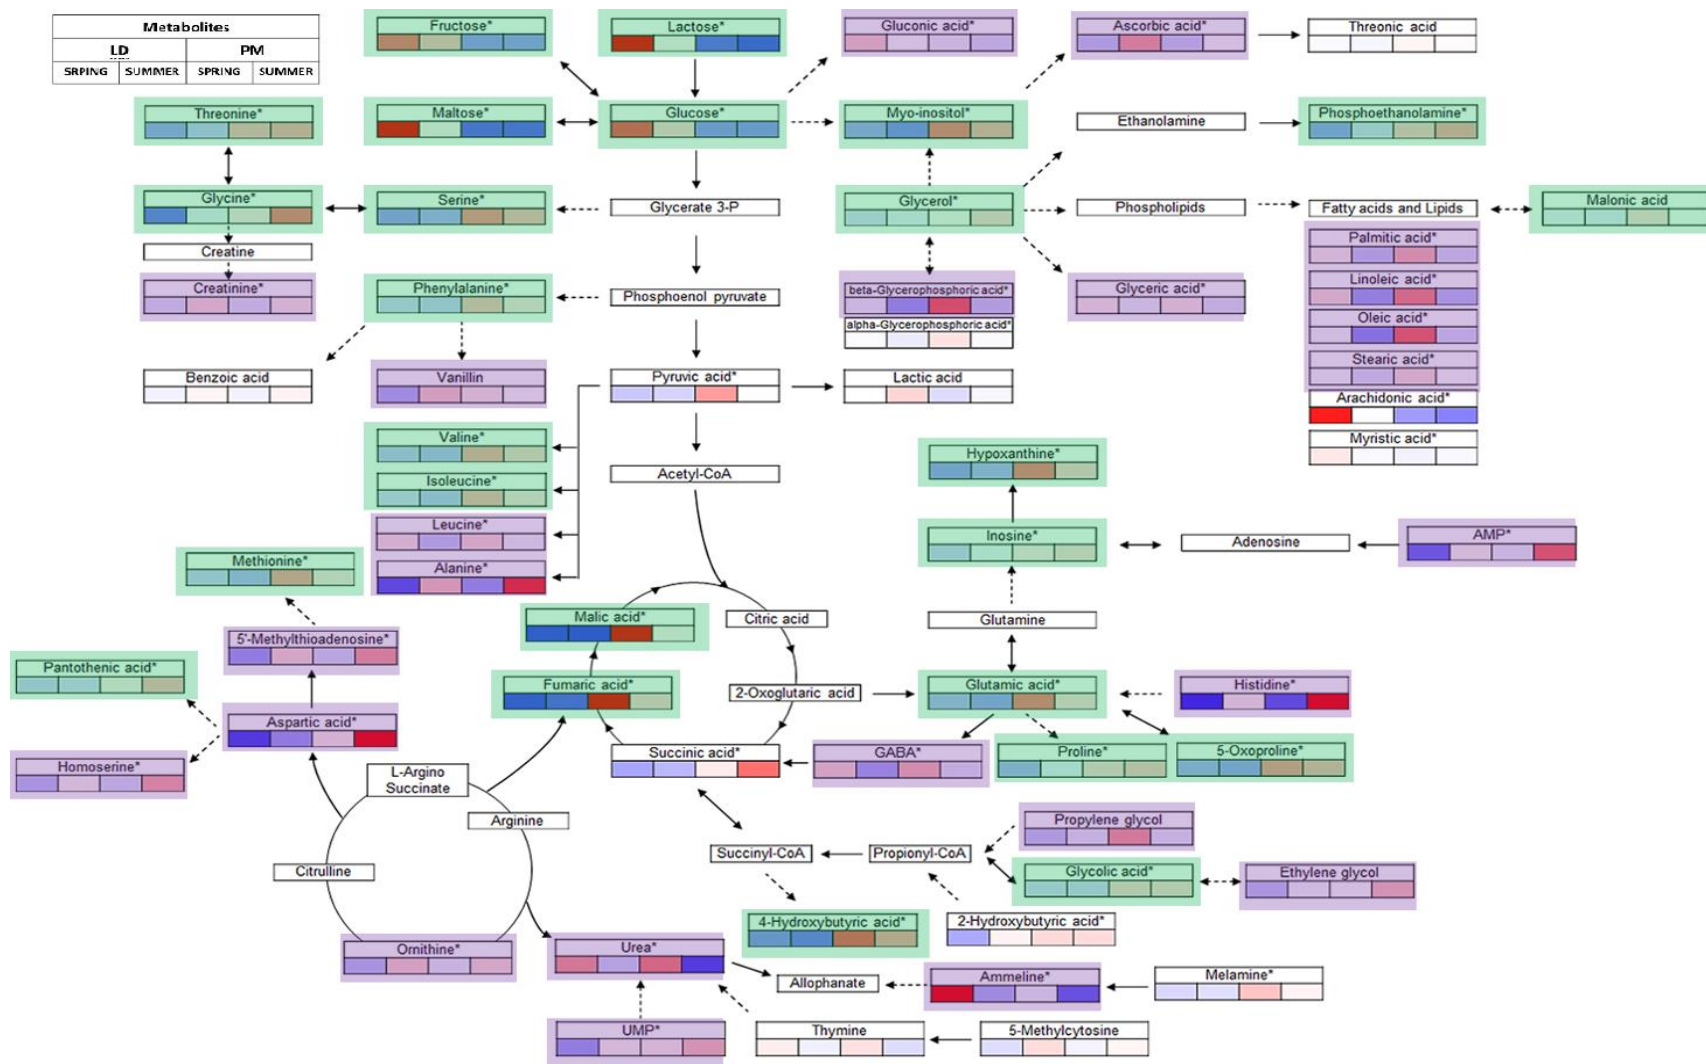 Metabolites
LD PM
SRPING SUMMER SPRING SUMMER
Fructose*
Lactose*
Gluconic acid*
Ascorbic acid*
Threonic acid
Threonine*
Maltose*
Glucose*
Myo-inositol*
Ethanolamine
Phosphoethanolamine*
Glycine*
Serine*
Glycerate 3-P
Glycerol*
Phospholipids
Fatty acids and Lipids
Malonic acid
Creatine
Creatinine*
Phenylalanine*
Phosphoenol pyruvate
beta-Glycerophosphoric acid*
alpha-Glycerophosphoric acid*
Glyceric acid*
Palmitic acid*
Linoleic acid*
Oleic acid*
Stearic acid*
Arachidonic acid*
Myristic acid*
Benzoic acid
Vanillin
Pyruvic acid*
Lactic acid
Valine*
Isoleucine*
Leucine*
Alanine*
Acetyl-CoA
Hypoxanthine*
Inosine*
Adenosine
AMP*
Methionine*
5'-Methylthioadenosine*
Malic acid*
Citric acid
Glutamine
Pantothenic acid*
Fumaric acid*
2-Oxoglutaric acid
Glutamic acid*
Histidine*
Aspartic acid*
Homoserine*
Succinic acid*
GABA*
Proline*
5-Oxoproline*
L-Argino
Succinate
Arginine
Citrulline
Succinyl-CoA
Propionyl-CoA
Propylene glycol
Glycolic acid*
Ethylene glycol
4-Hydroxybutyric acid*
2-Hydroxybutyric acid*
Ornithine*
Urea*
Allophanate
Ammeline*
Melamine*
UMP*
Thymine
5-Methylcytosine